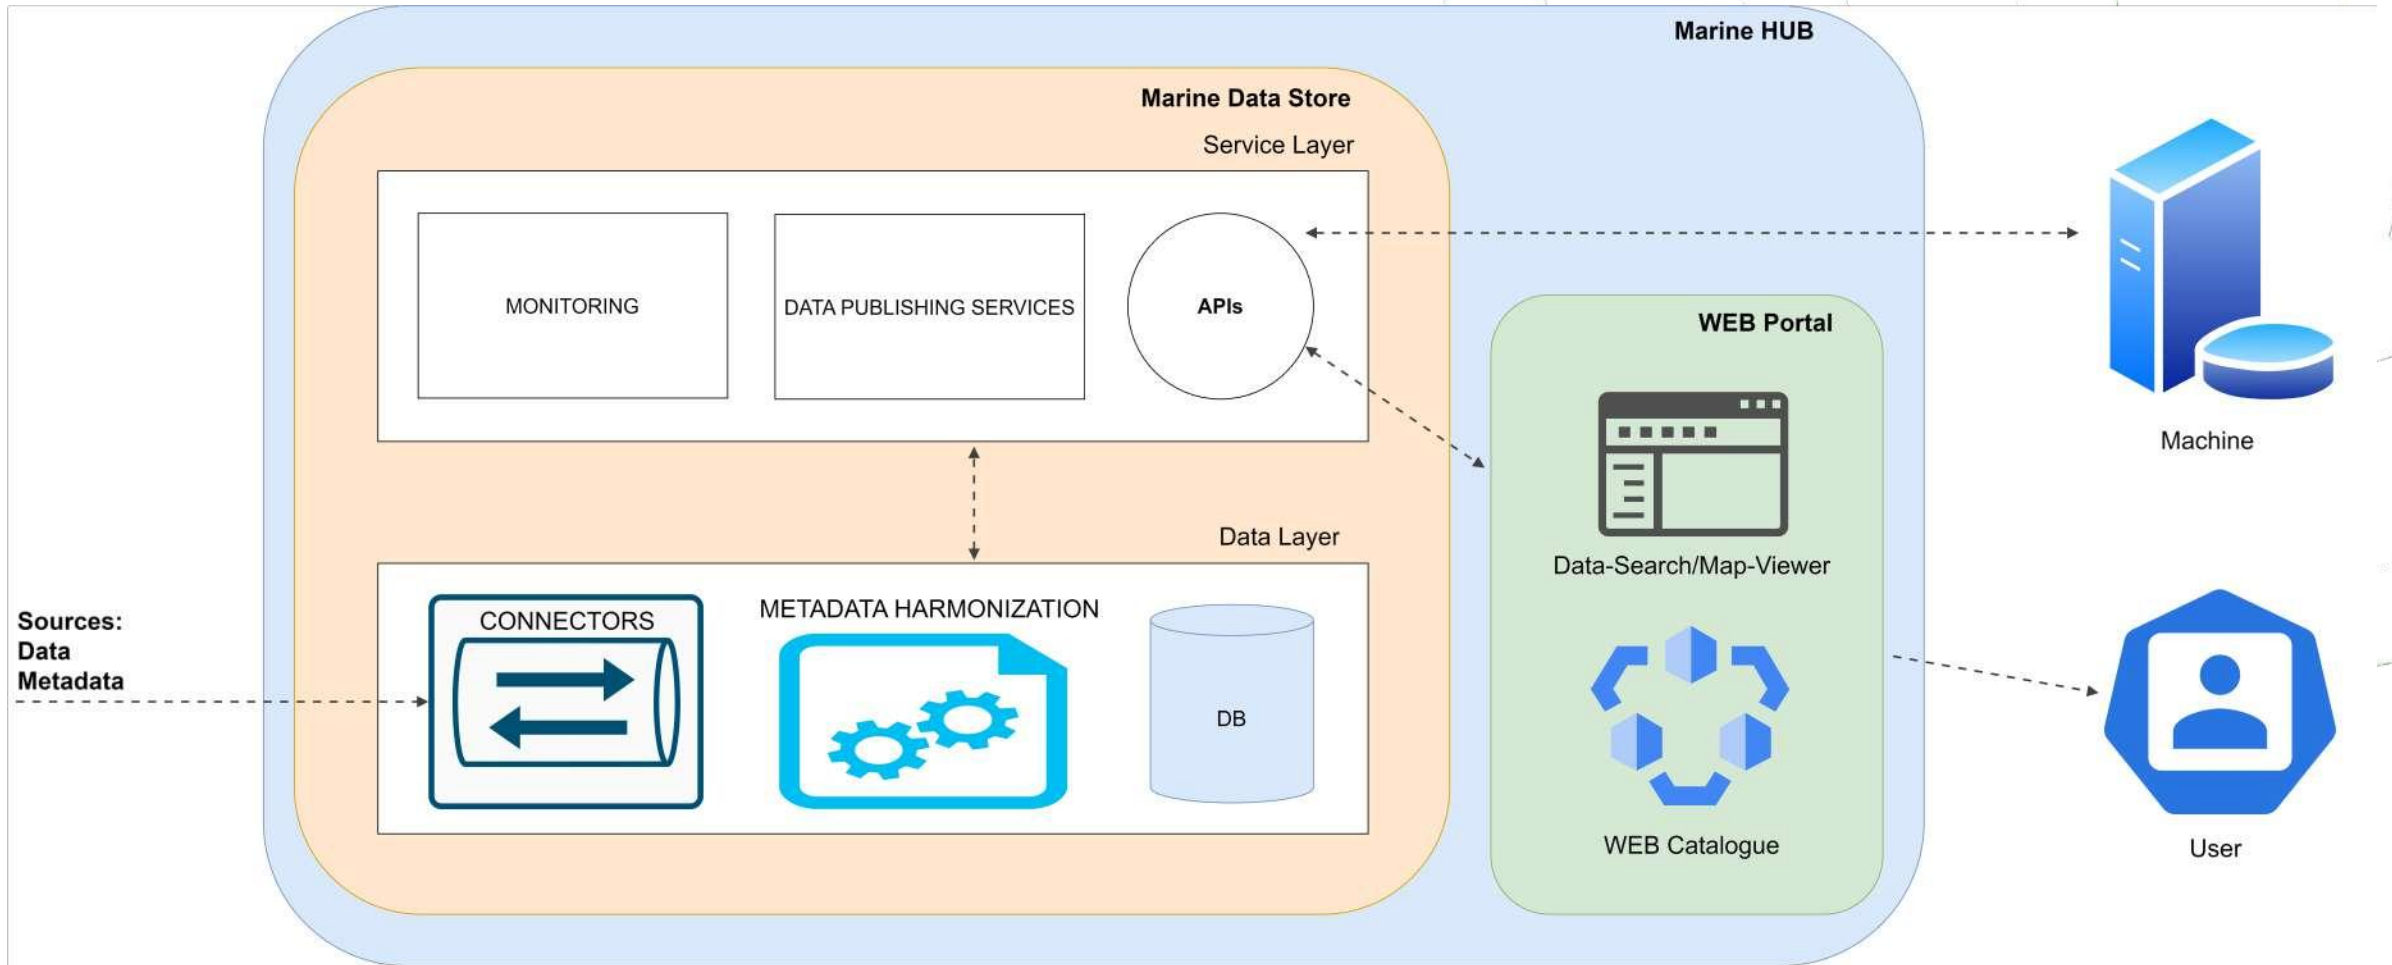 Marine HUB
Marine Data Store
Service Layer
MONITORING
DATA PUBLISHING SERVICES
APIs
WEB Portal
Machine
Data Layer
Data-Search/Map-Viewer
Sources:
Data
Metadata
CONNECTORS
METADATA HARMONIZATION
DB
WEB Catalogue
User